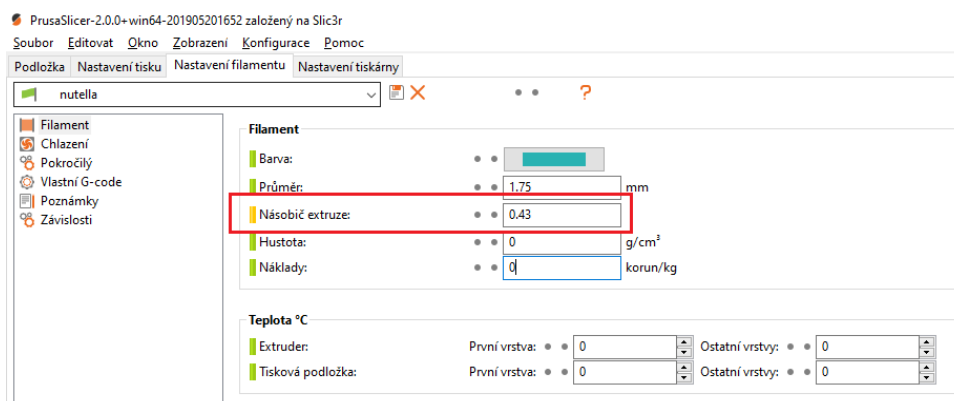 PrusaSlicer-2.0.0+win64-201905201652 založený na Slic3r
Soubor Editovat Okno Zobrazení Konfigurace Pomoc
Podložka Nastavení tisku Nastavení filamentu Nastavení tiskárny
nutella ?
Filament
Chlazení
Pokročilý
Vlastní G-code
Poznámky
Závislosti
Filament
Barva:
Průměr: 1.75 mm
Násobič extruze: 0.43
Hustota: 0 g/cm³
Náklady: 0 korun/kg
Teplota °C
Extruder: První vrstva: 0 Ostatní vrstvy: 0
Tisková podložka: První vrstva: 0 Ostatní vrstvy: 0